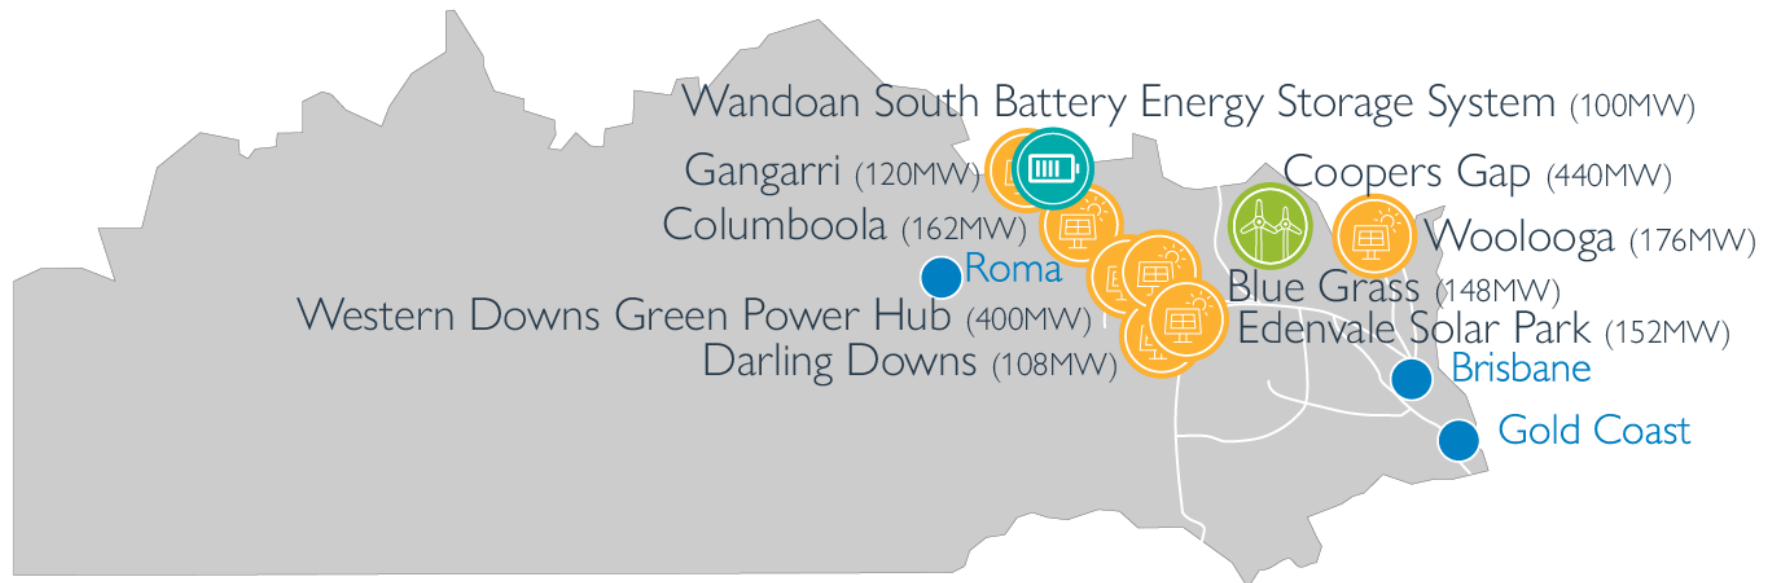 Wandoan South Battery Energy Storage System (100MW)
Gangarri (120MW)
Coopers Gap (440MW)
Columboola (162MW)
Woolooga (176MW)
Roma
Blue Grass (148MW)
Western Downs Green Power Hub (400MW)
Edenvale Solar Park (152MW)
Darling Downs (108MW)
Brisbane
Gold Coast